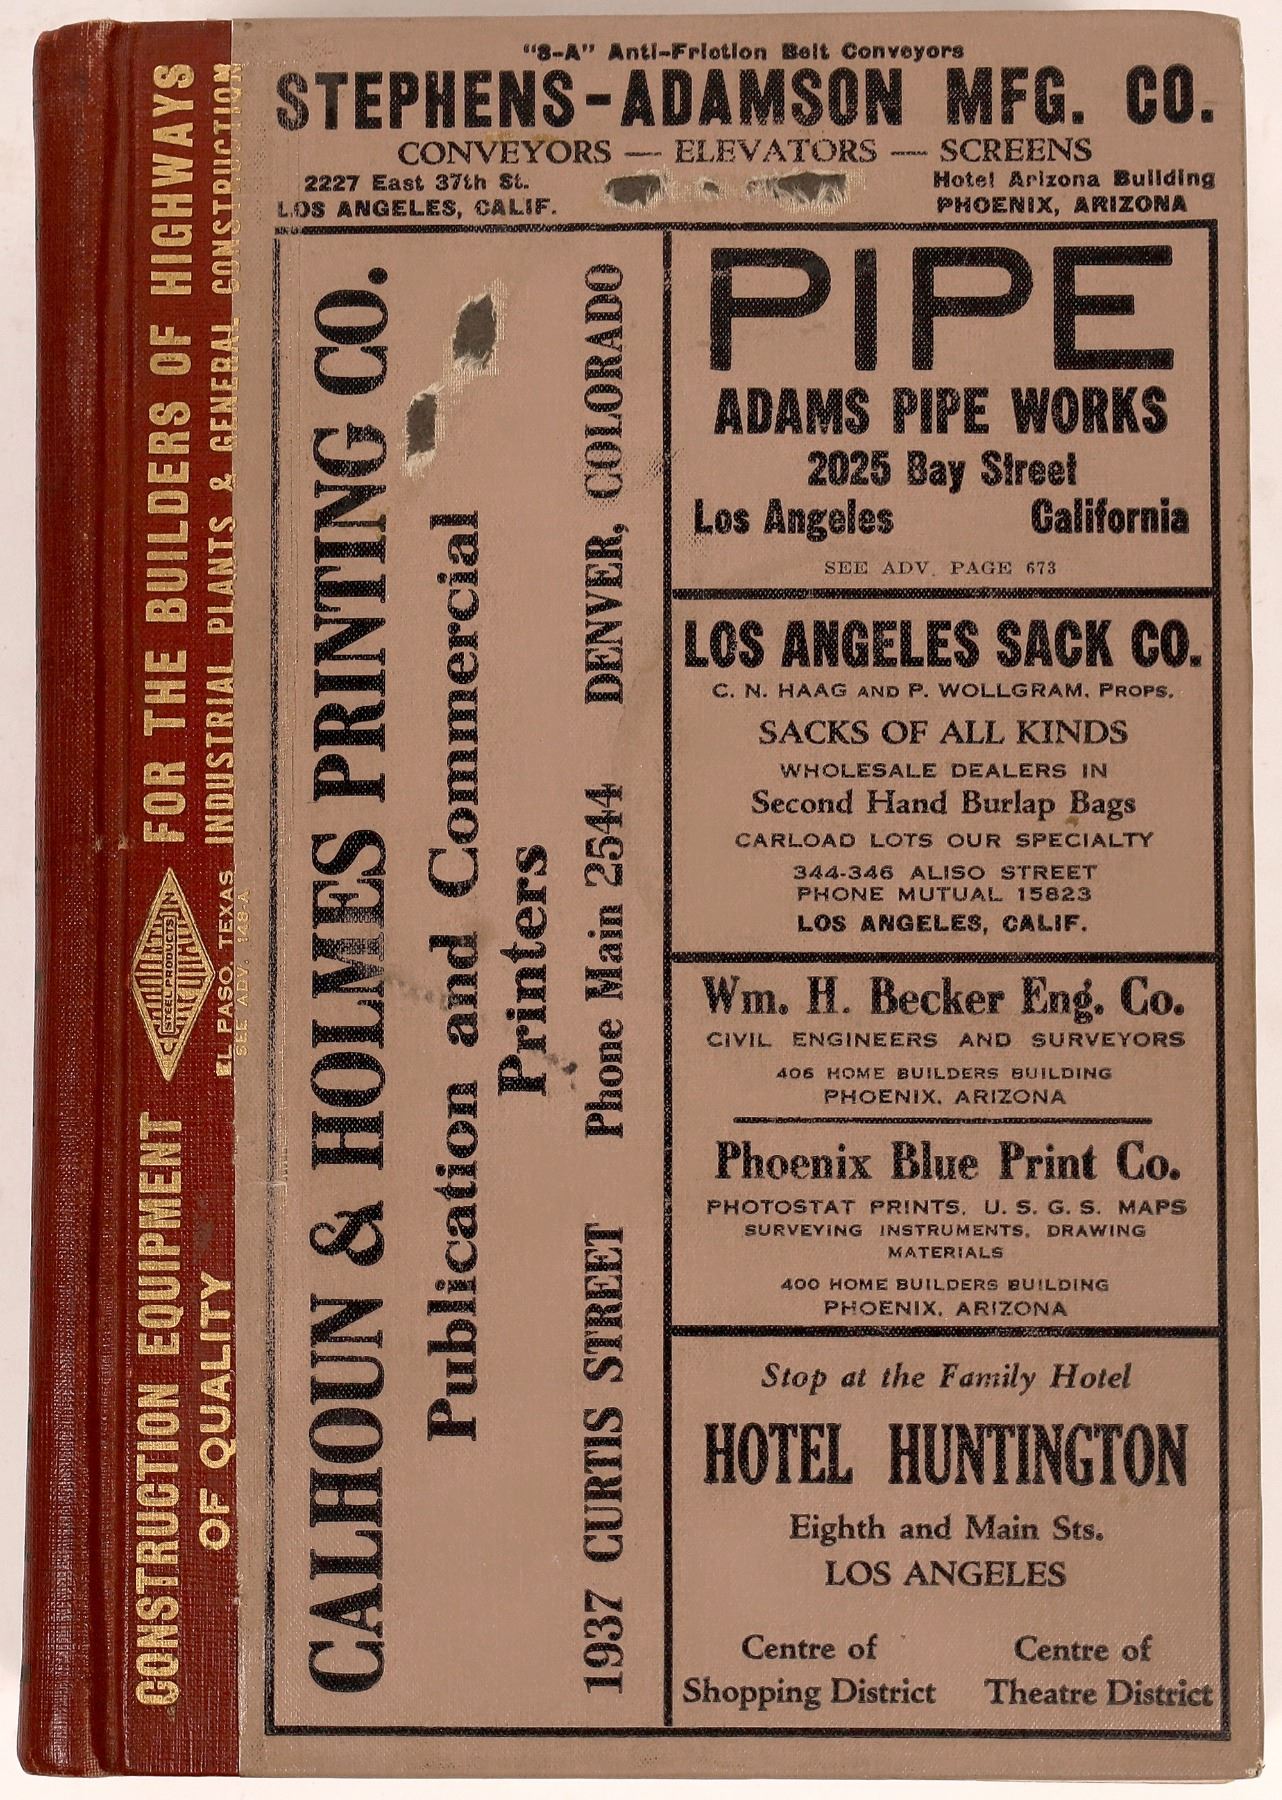 CONSTRUCTION EQUIPMENT
OF QUALITY
STEEL PRODUCTS
EL PASO, TEXAS
SEE ADV. 148-A
FOR THE BUILDERS OF HIGHWAYS
INDUSTRIAL PLANTS & GENERAL CONSTRUCTION
"S-A" Anti-Friction Belt Conveyors
STEPHENS-ADAMSON MFG. CO.
CONVEYORS — ELEVATORS — SCREENS
2227 East 37th St.
LOS ANGELES, CALIF.
Hotel Arizona Building
PHOENIX, ARIZONA
CALHOUN & HOLMES PRINTING CO.
Publication and Commercial
Printers
1937 CURTIS STREET Phone Main 2544 DENVER, COLORADO
PIPE
ADAMS PIPE WORKS
2025 Bay Street
Los Angeles California
SEE ADV. PAGE 673
LOS ANGELES SACK CO.
C. N. HAAG AND P. WOLLGRAM, PROPS.
SACKS OF ALL KINDS
WHOLESALE DEALERS IN
Second Hand Burlap Bags
CARLOAD LOTS OUR SPECIALTY
344-346 ALISO STREET
PHONE MUTUAL 15823
LOS ANGELES, CALIF.
Wm. H. Becker Eng. Co.
CIVIL ENGINEERS AND SURVEYORS
406 HOME BUILDERS BUILDING
PHOENIX, ARIZONA
Phoenix Blue Print Co.
PHOTOSTAT PRINTS, U. S. G. S. MAPS
SURVEYING INSTRUMENTS, DRAWING
MATERIALS
400 HOME BUILDERS BUILDING
PHOENIX, ARIZONA
Stop at the Family Hotel
HOTEL HUNTINGTON
Eighth and Main Sts.
LOS ANGELES
Centre of
Shopping District
Centre of
Theatre District